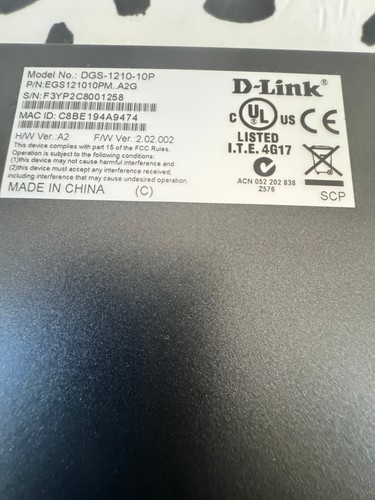 Model No.: DGS-1210-10P
P/N:EGS121010PM..A2G
S/N:F3YP2C8001258
MAC ID: C8BE194A9474
H/W Ver.:A2 F/W Ver.:2.02.002
This device complies with part 15 of the FCC Rules.
Operation is subject to the following conditions:
(1)this device may not cause harmful interference and
(2)this device must accept any interference received,
including interference that may cause undesired operation.
MADE IN CHINA (C)
D-Link®
C UL® US
LISTED
I.T.E. 4G17
ACN 052 202 838
Z576
SCP